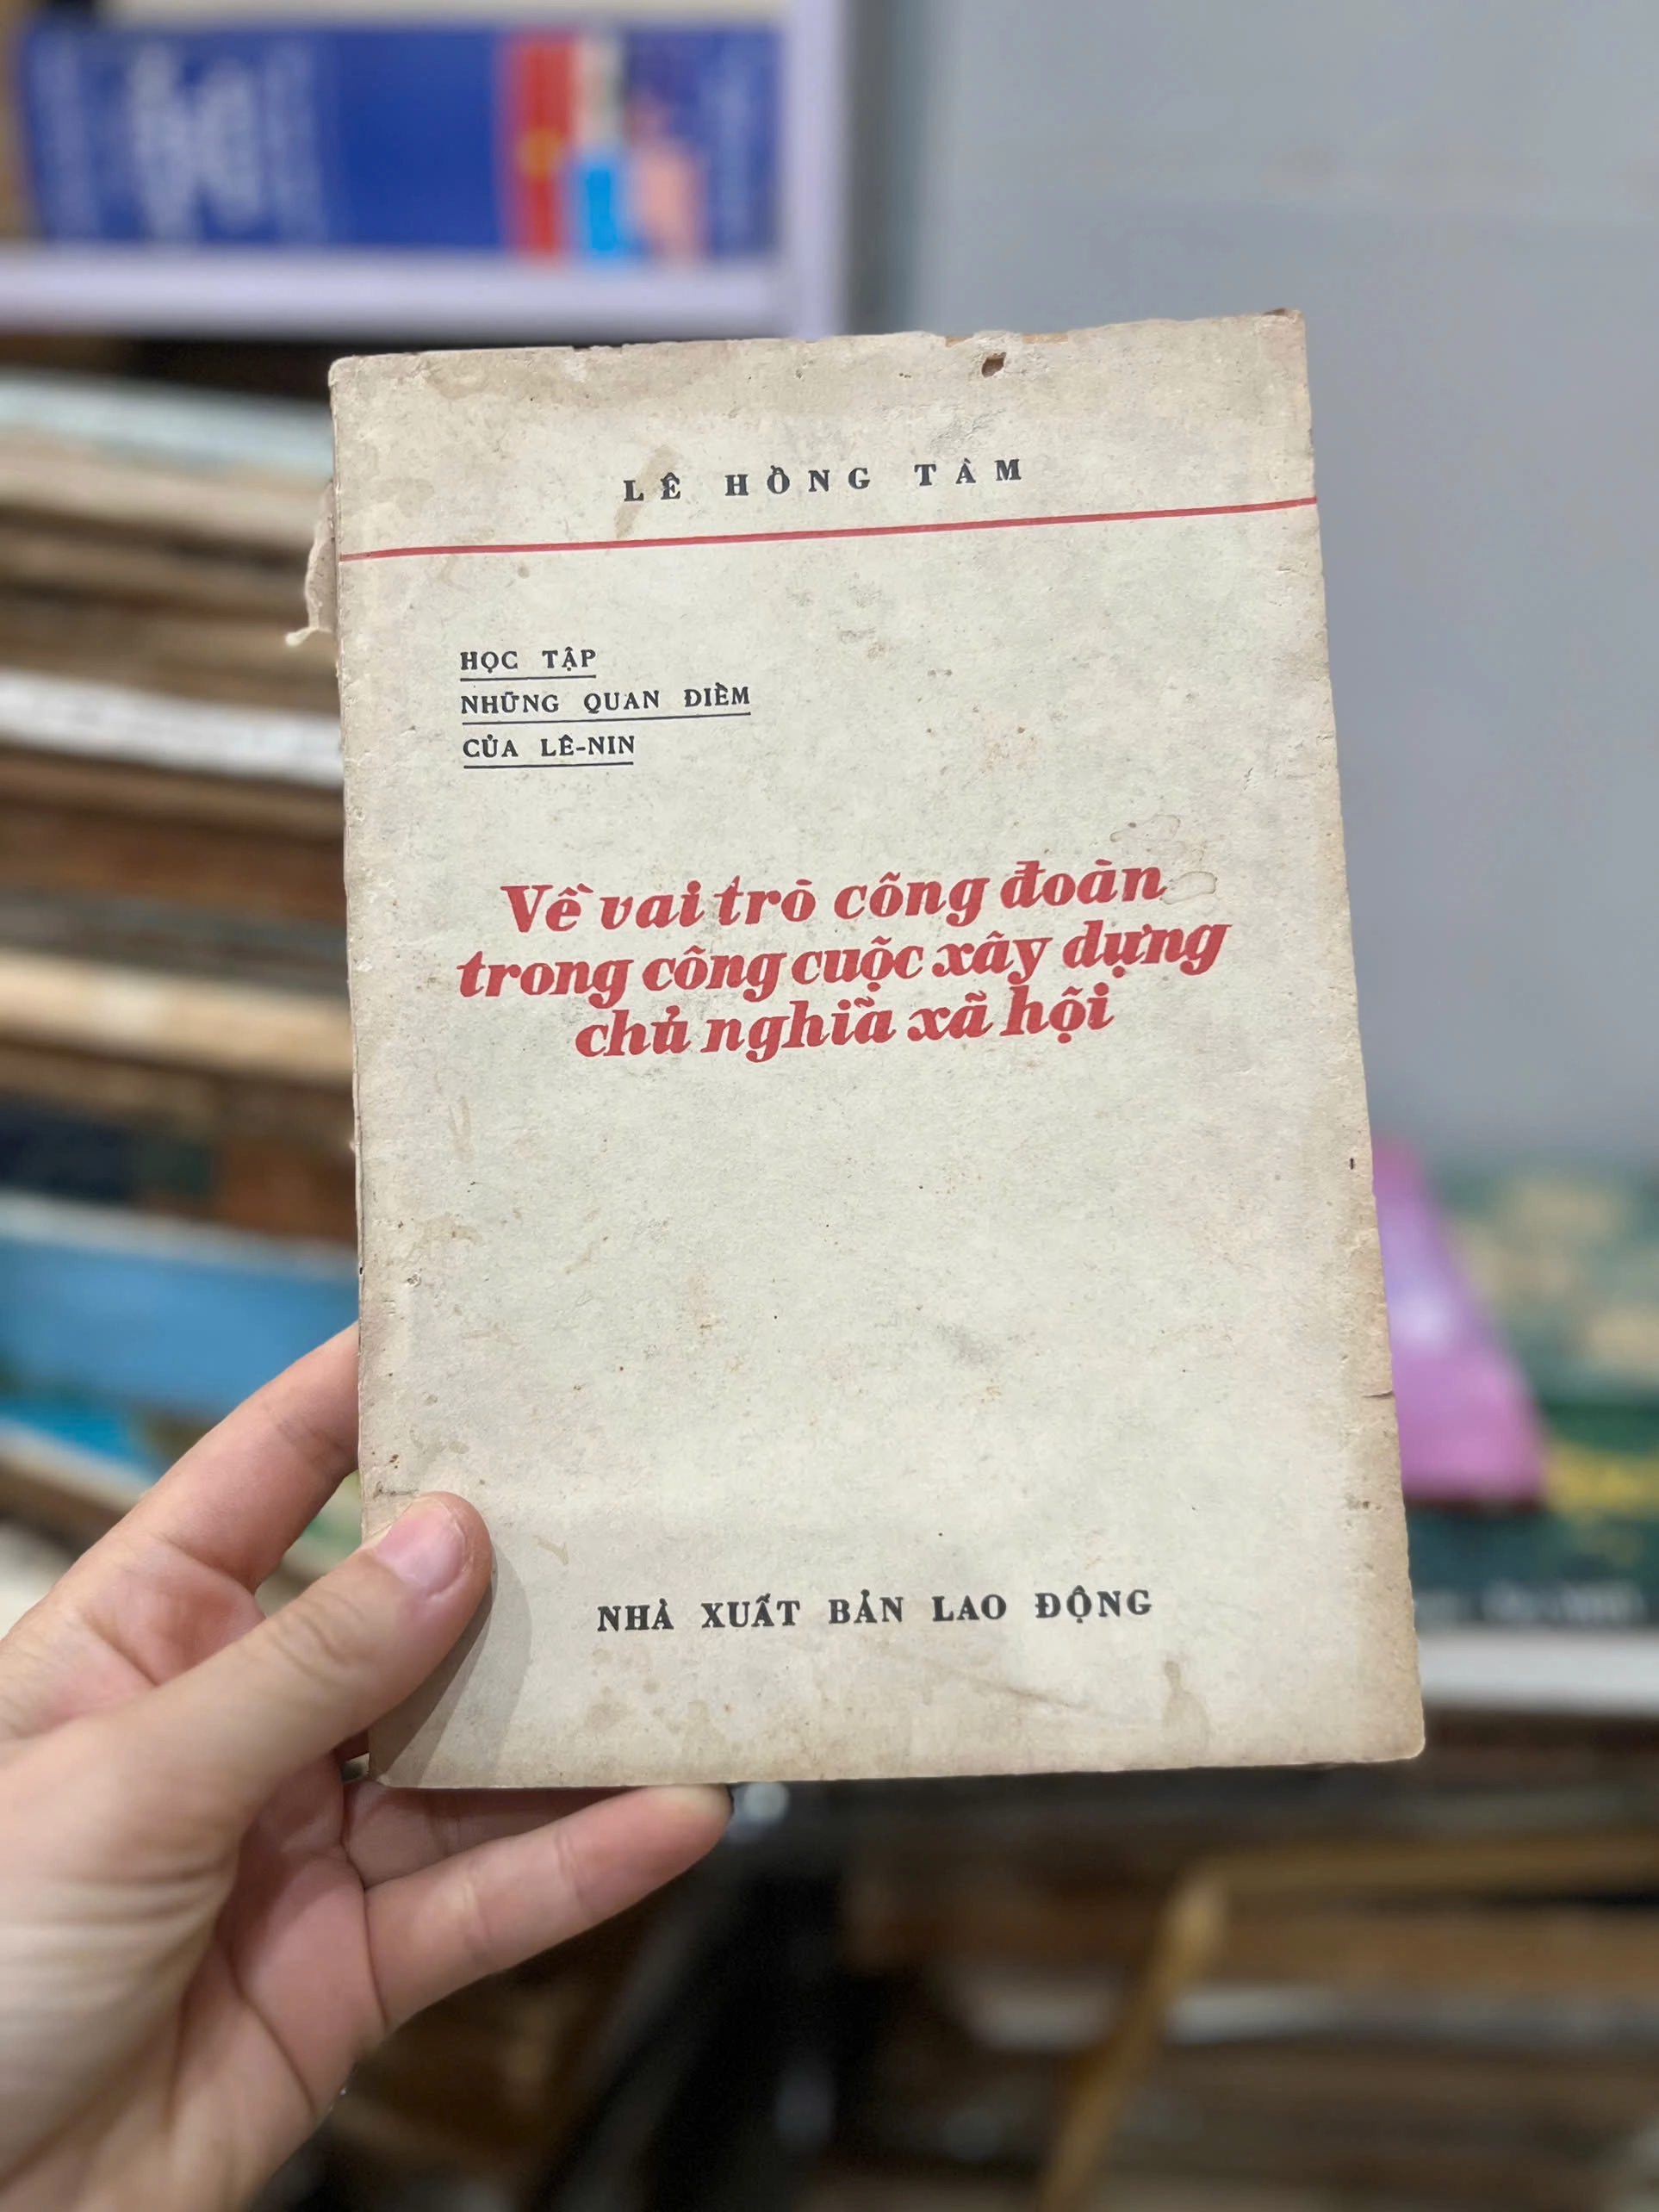 LÊ HỒNG TÀM
HỌC TẬP
NHỮNG QUAN ĐIỂM
CỦA LÊ-NIN
Về vai trò công đoàn
trong công cuộc xây dựng
chủ nghĩa xã hội
NHÀ XUẤT BẢN LAO ĐỘNG